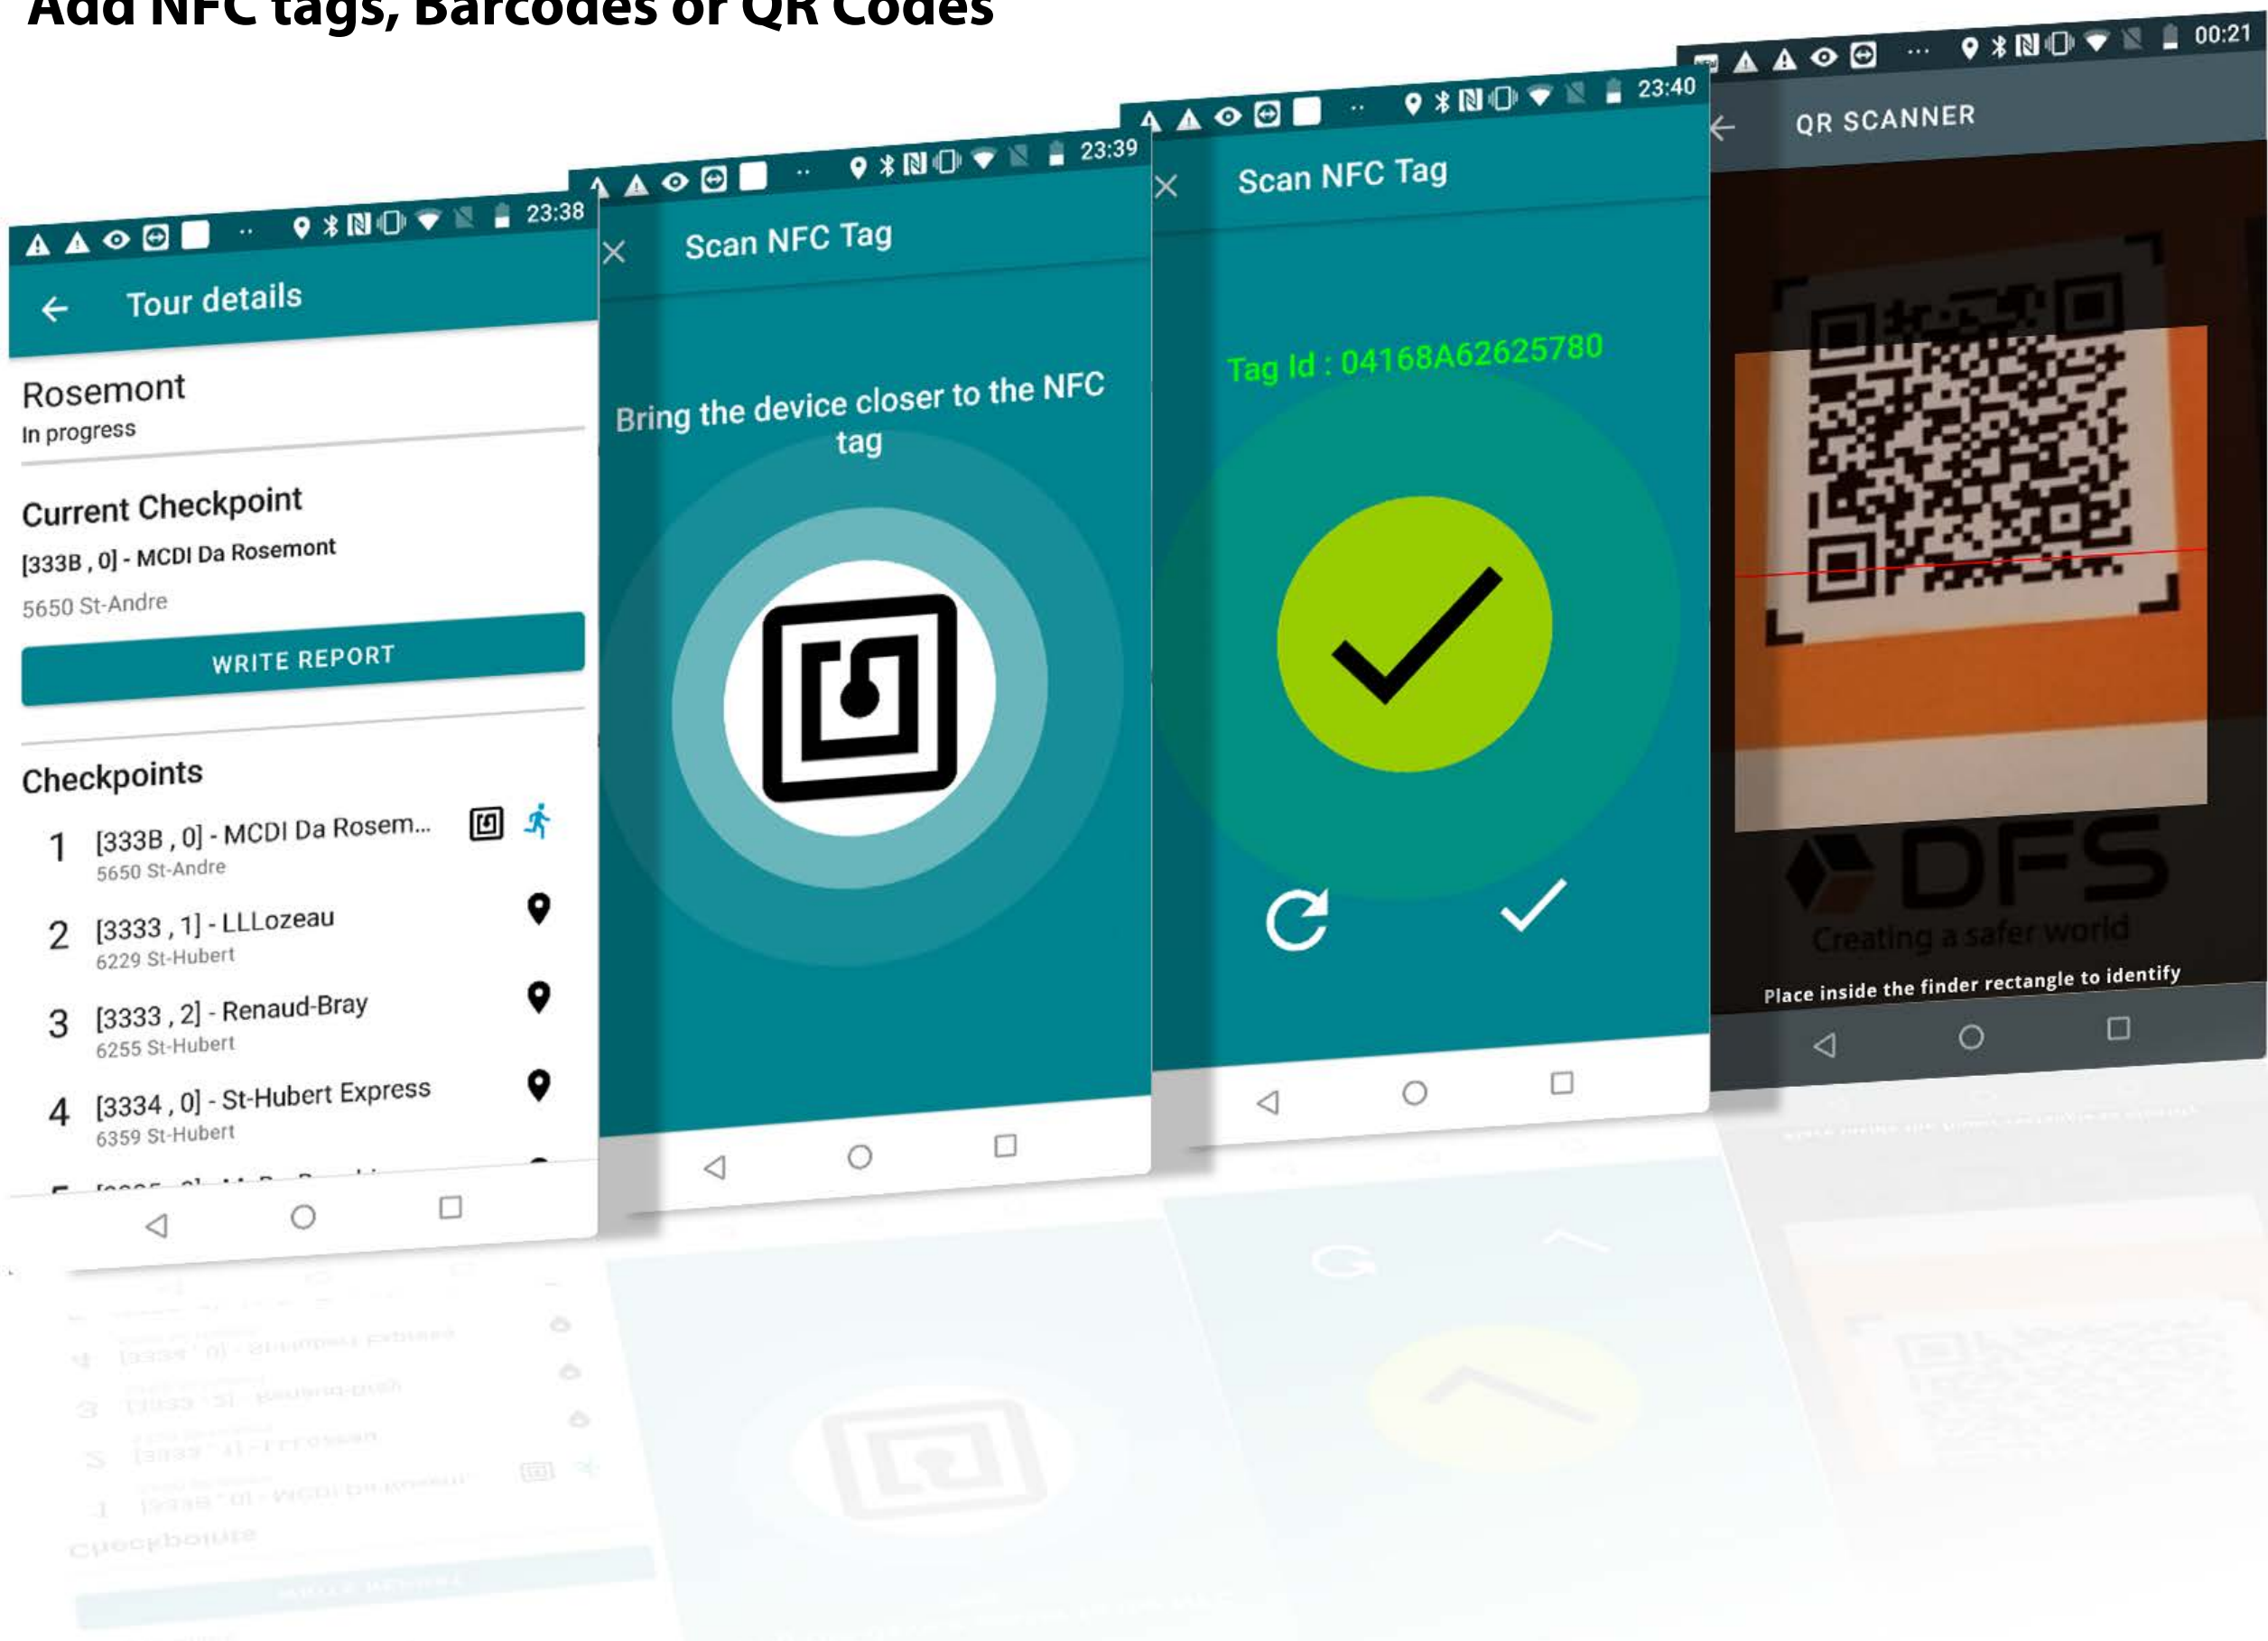 Add NFC tags, Barcodes or QR Codes
23:38
Tour details
Rosemont
In progress
Current Checkpoint
[333B , 0] - MCDI Da Rosemont
5650 St-Andre
WRITE REPORT
Checkpoints
1 [333B , 0] - MCDI Da Rosem...
5650 St-Andre
2 [3333 , 1] - LLLozeau
6229 St-Hubert
3 [3333 , 2] - Renaud-Bray
6255 St-Hubert
4 [3334 , 0] - St-Hubert Express
6359 St-Hubert
23:39
Scan NFC Tag
Bring the device closer to the NFC
tag
23:40
Scan NFC Tag
Tag Id : 04168A62625780
00:21
QR SCANNER
DFS
Creating a safer world
Place inside the finder rectangle to identify